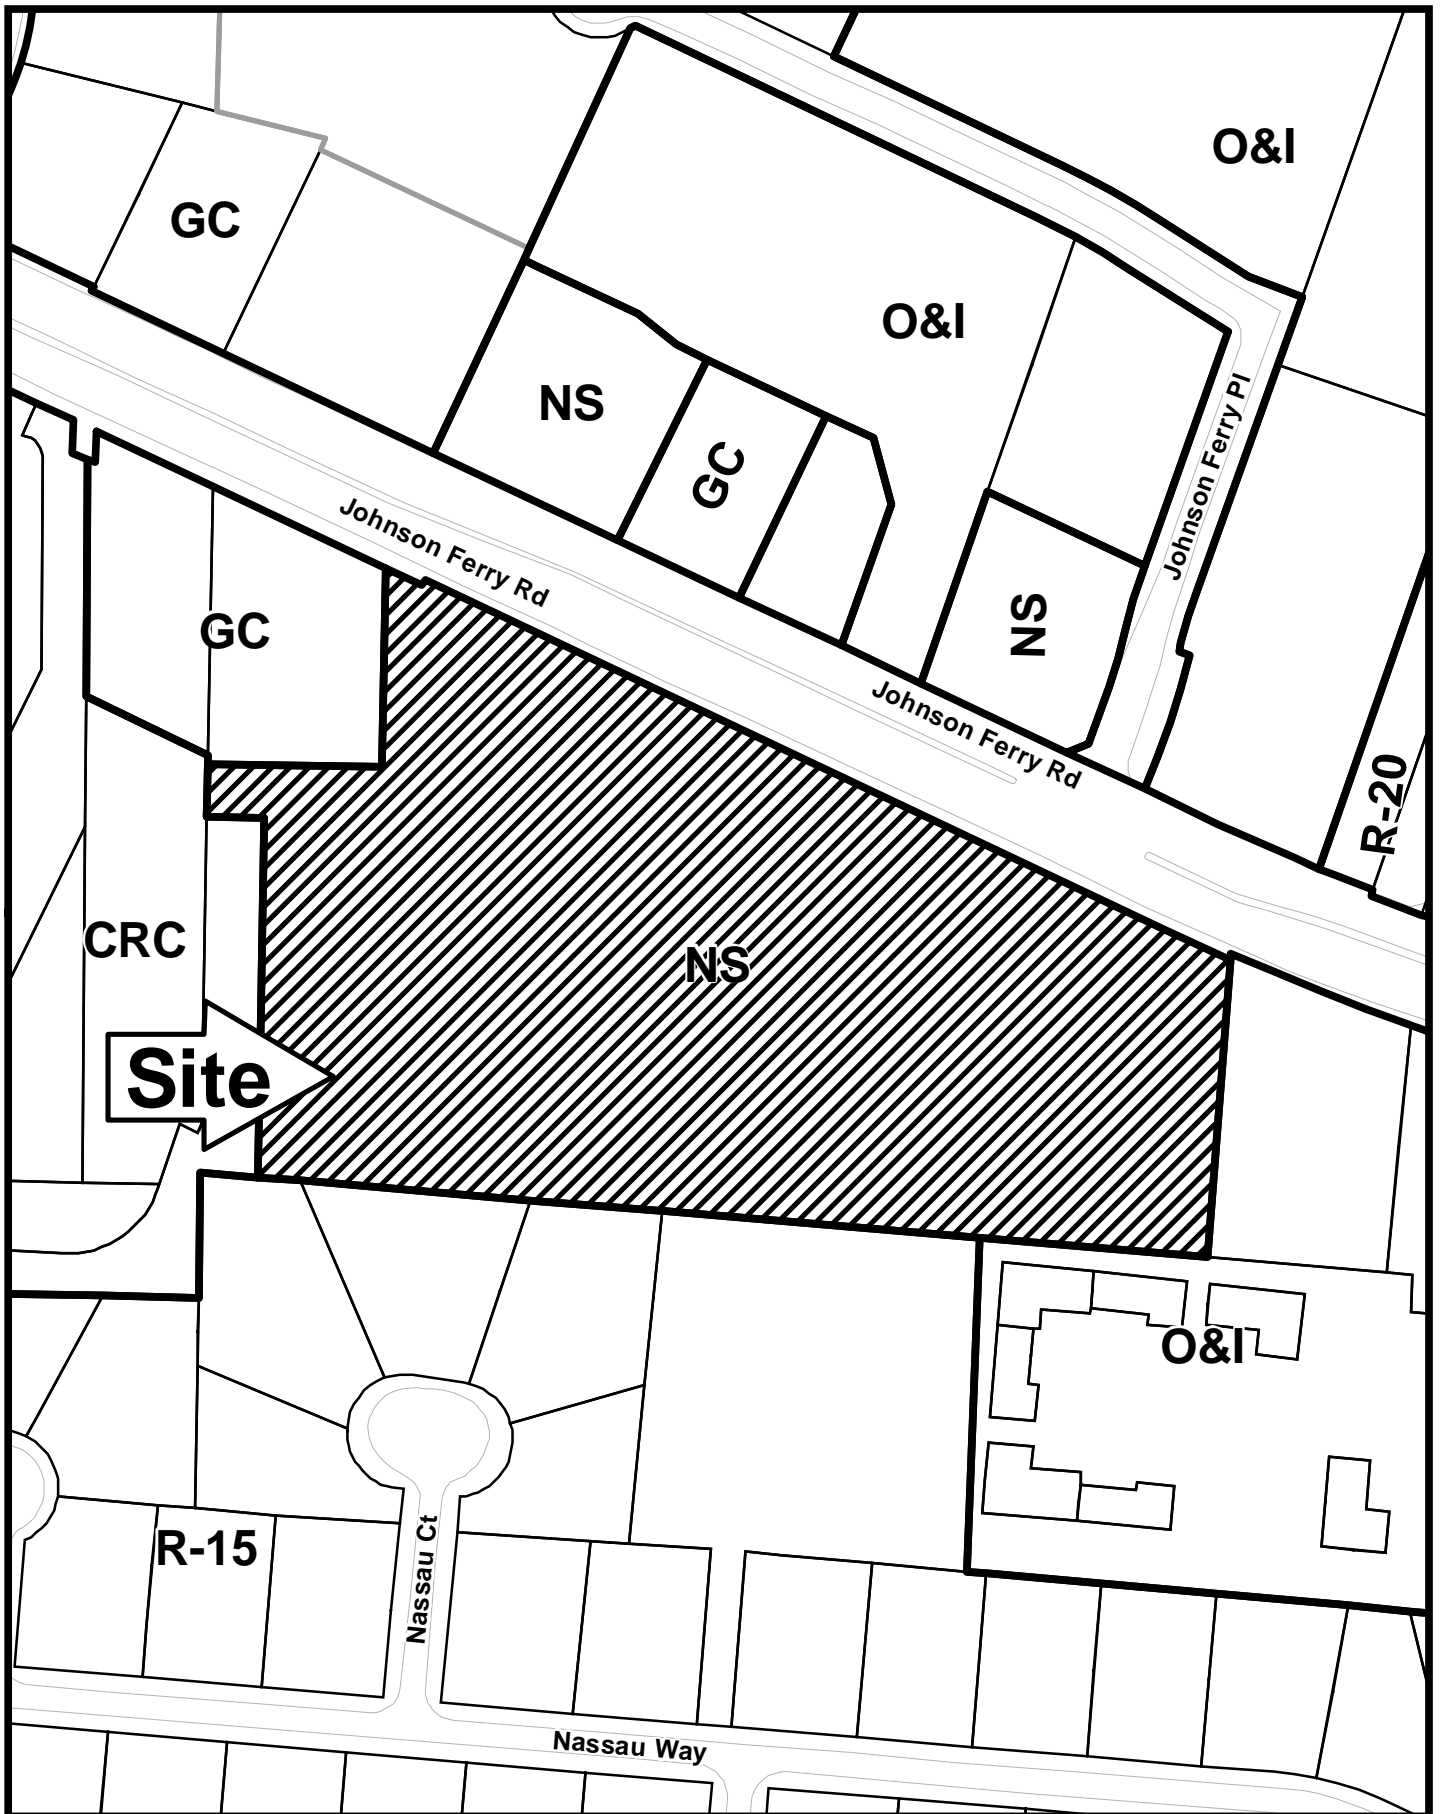 O&I
GC
O&I
NS
GC
Johnson Ferry Pl
Johnson Ferry Rd
NS
GC
Johnson Ferry Rd
R-20
CRC
NS
Site
O&I
R-15
Nassau Ct
Nassau Way